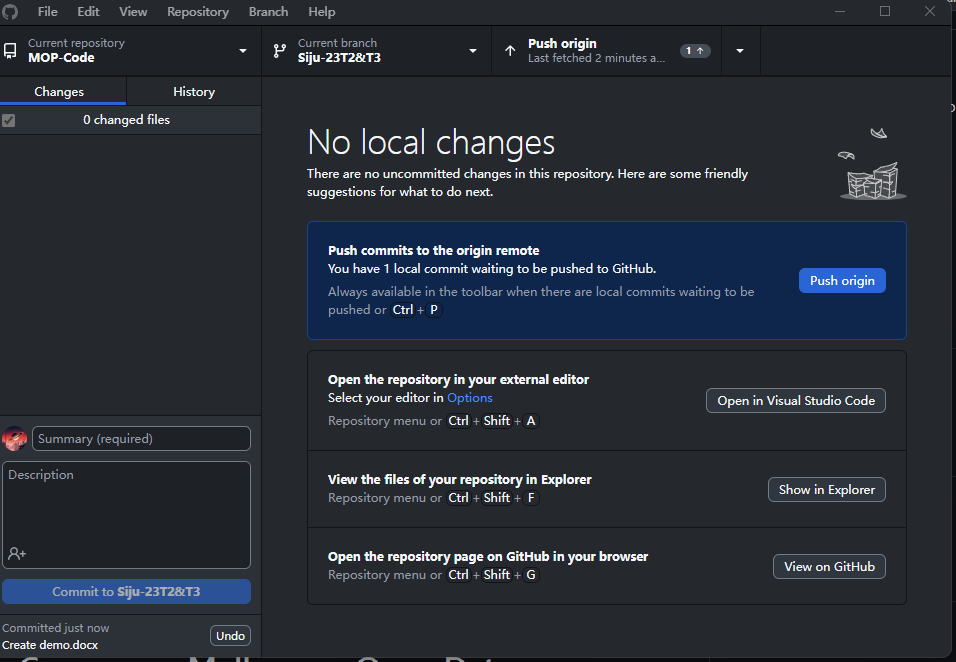 File Edit View Repository Branch Help
Current repository
MOP-Code
Current branch
Siju-23T2&T3
Push origin
Last fetched 2 minutes a...
1
Changes
History
0 changed files
No local changes
There are no uncommitted changes in this repository. Here are some friendly
suggestions for what to do next.
Push commits to the origin remote
You have 1 local commit waiting to be pushed to GitHub.
Always available in the toolbar when there are local commits waiting to be
pushed or Ctrl + P
Push origin
Open the repository in your external editor
Select your editor in Options
Repository menu or Ctrl + Shift + A
Open in Visual Studio Code
View the files of your repository in Explorer
Repository menu or Ctrl + Shift + F
Show in Explorer
Open the repository page on GitHub in your browser
Repository menu or Ctrl + Shift + G
View on GitHub
Summary (required)
Description
Commit to Siju-23T2&T3
Committed just now
Create demo.docx
Undo